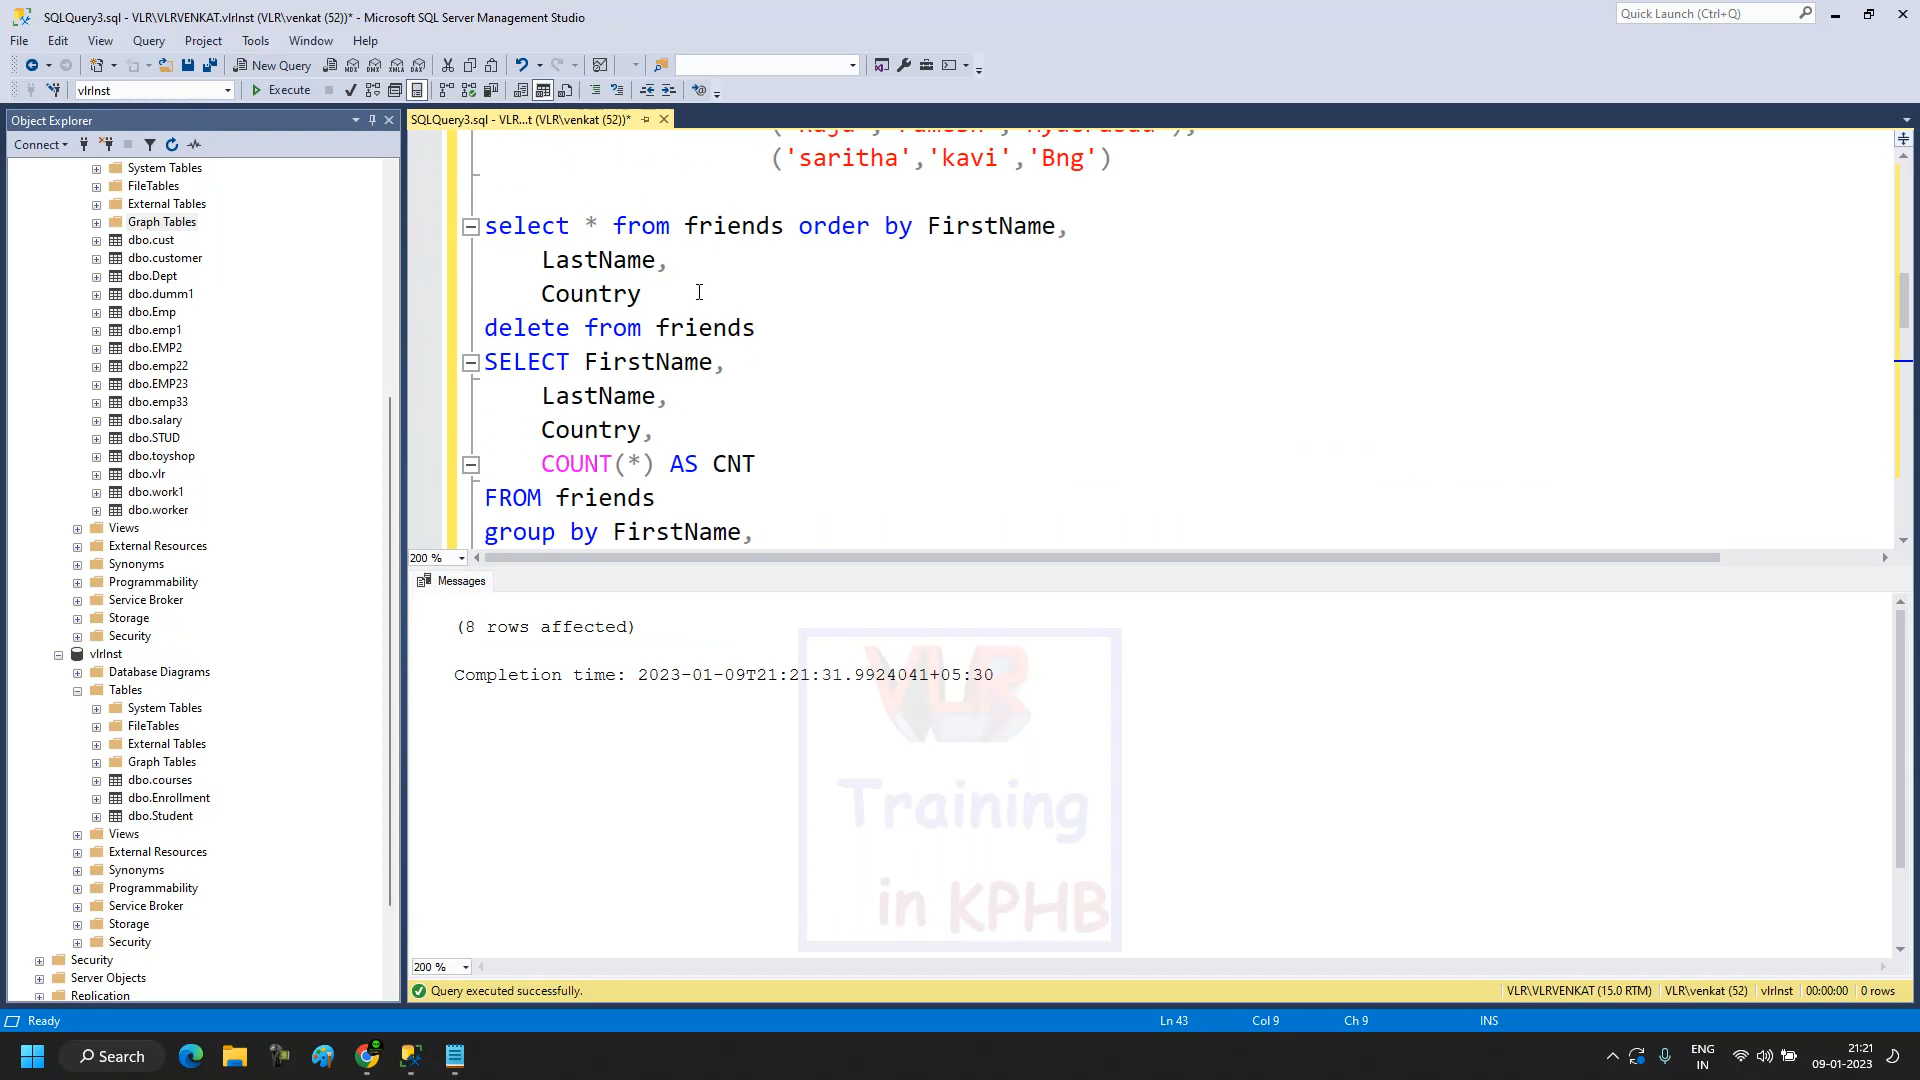 SQLQuery3.sql - VLR\VLRVENKAT.vlrInst (VLR\venkat (52))* - Microsoft SQL Server Management Studio
Quick Launch (Ctrl+Q)
File Edit View Query Project Tools Window Help
New Query
vlrInst
Execute
Object Explorer
SQLQuery3.sql - VLR...t (VLR\venkat (52))*
Connect
System Tables
FileTables
External Tables
Graph Tables
dbo.cust
dbo.customer
dbo.Dept
dbo.dumm1
dbo.Emp
dbo.emp1
dbo.EMP2
dbo.emp22
dbo.EMP23
dbo.emp33
dbo.salary
dbo.STUD
dbo.toyshop
dbo.vlr
dbo.work1
dbo.worker
Views
External Resources
Synonyms
Programmability
Service Broker
Storage
Security
vlrInst
Database Diagrams
Tables
System Tables
FileTables
External Tables
Graph Tables
dbo.courses
dbo.Enrollment
dbo.Student
Views
External Resources
Synonyms
Programmability
Service Broker
Storage
Security
Security
Server Objects
Replication
('saritha','kavi','Bng')
select * from friends order by FirstName,
LastName,
Country
delete from friends
SELECT FirstName,
LastName,
Country,
COUNT(*) AS CNT
FROM friends
group by FirstName,
200 %
Messages
(8 rows affected)
Completion time: 2023-01-09T21:21:31.9924041+05:30
VLR
Training
in KPHB
200 %
Query executed successfully.
VLR\VLRVENKAT (15.0 RTM) VLR\venkat (52) vlrInst 00:00:00 0 rows
Ready
Ln 43 Col 9 Ch 9 INS
Search
ENG
IN
21:21
09-01-2023